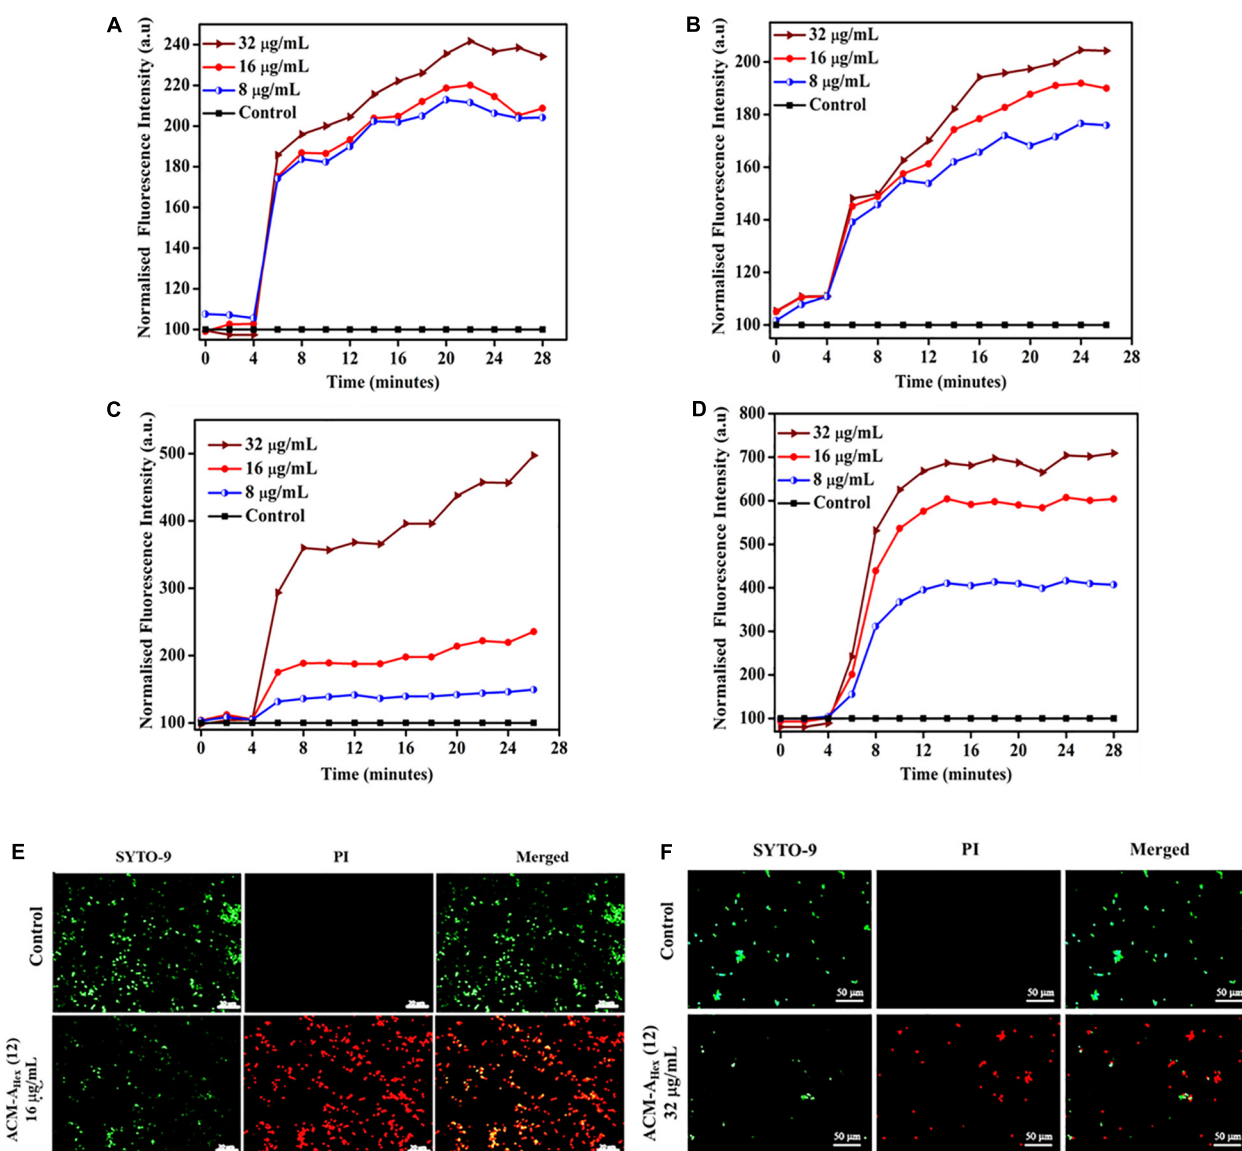 A
Normalised Fluorescence Intensity (a.u)
240
220
200
180
160
140
120
100
32 μg/mL
16 μg/mL
8 μg/mL
Control
0 4 8 12 16 20 24 28
Time (minutes)
B
Normalised Fluorescence Intensity (a.u)
200
180
160
140
120
100
32 μg/mL
16 μg/mL
8 μg/mL
Control
0 4 8 12 16 20 24 28
Time (minutes)
C
Normalised Fluorescence Intensity (a.u.)
500
400
300
200
100
32 μg/mL
16 μg/mL
8 μg/mL
Control
0 4 8 12 16 20 24 28
Time (minutes)
D
Normalised Fluorescence Intensity (a.u)
800
700
600
500
400
300
200
100
32 μg/mL
16 μg/mL
8 μg/mL
Control
0 4 8 12 16 20 24 28
Time (minutes)
E
SYTO-9 PI Merged
Control
ACM-AHex (12)
16 μg/mL
F
SYTO-9 PI Merged
Control
50 μm 50 μm 50 μm
ACM-AHex (12)
32 μg/mL
50 μm 50 μm 50 μm